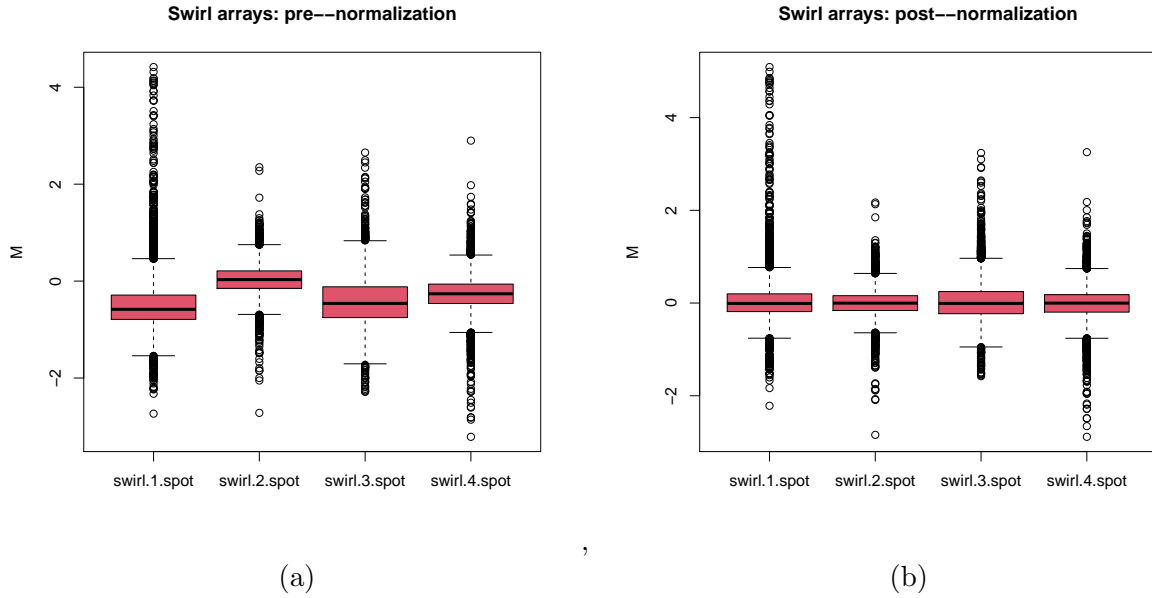 Swirl arrays: pre−−normalization
M
4
2
0
−2
swirl.1.spot swirl.2.spot swirl.3.spot swirl.4.spot
(a)
,
Swirl arrays: post−−normalization
M
4
2
0
−2
swirl.1.spot swirl.2.spot swirl.3.spot swirl.4.spot
(b)